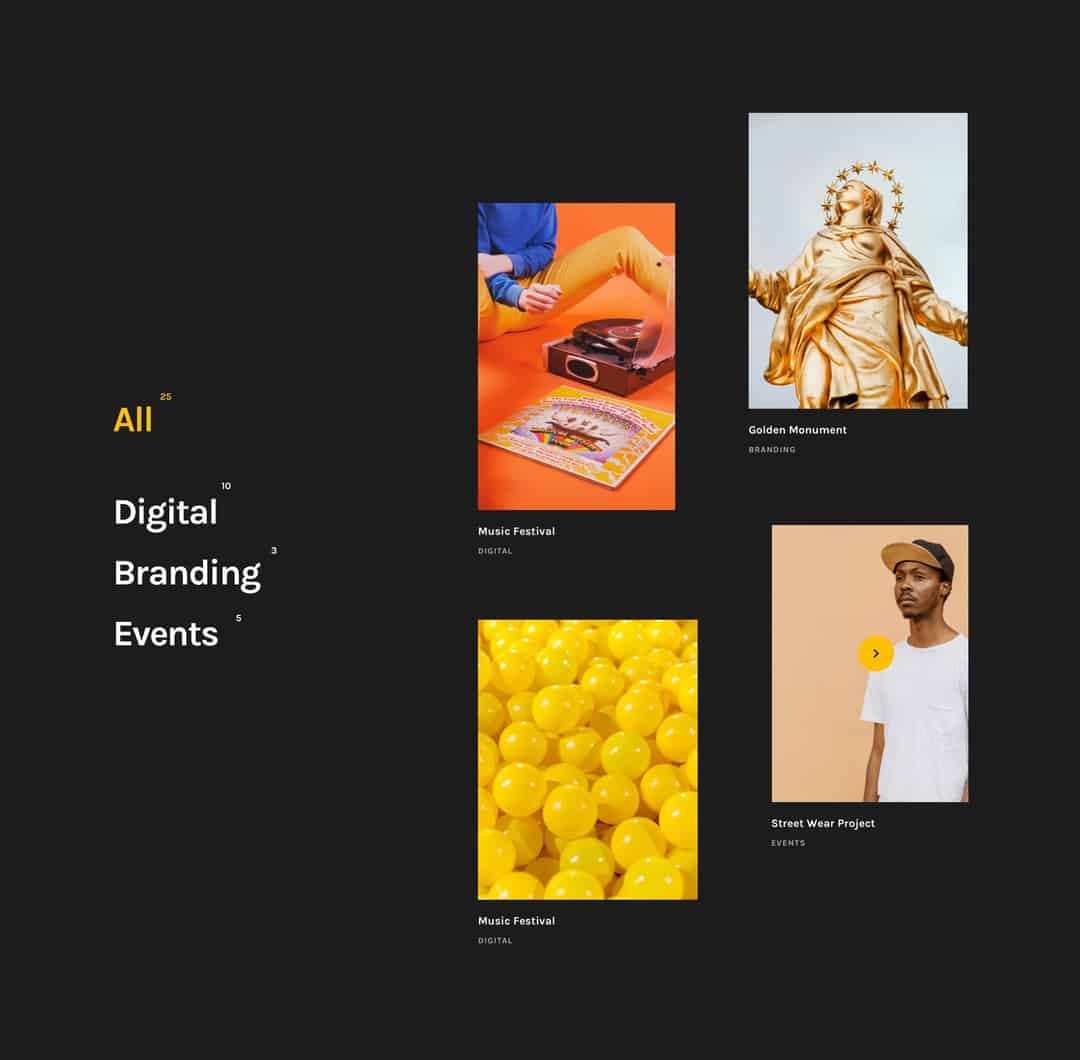 All 25
Digital 10
Branding 3
Events 5
Music Festival
DIGITAL
Golden Monument
BRANDING
Music Festival
DIGITAL
Street Wear Project
EVENTS